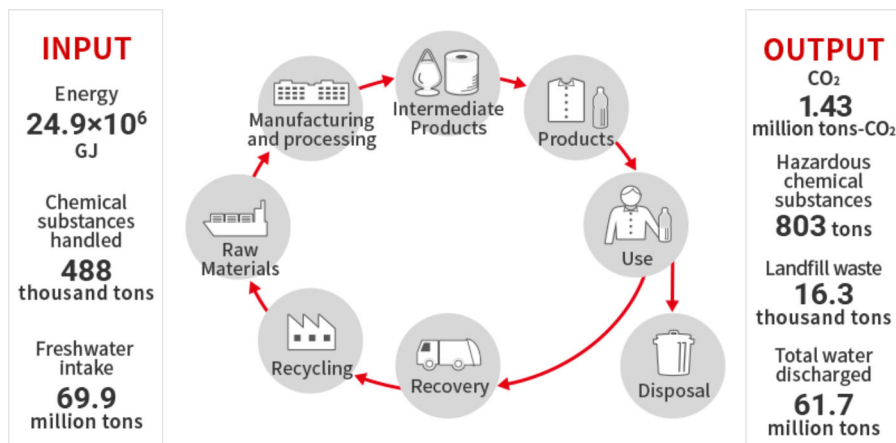 INPUT
Energy
24.9×10⁶
GJ
Chemical
substances
handled
488
thousand tons
Freshwater
intake
69.9
million tons
Manufacturing
and processing
Intermediate
Products
Products
Use
Disposal
Recovery
Recycling
Raw
Materials
OUTPUT
CO₂
1.43
million tons-CO₂
Hazardous
chemical
substances
803 tons
Landfill waste
16.3
thousand tons
Total water
discharged
61.7
million tons